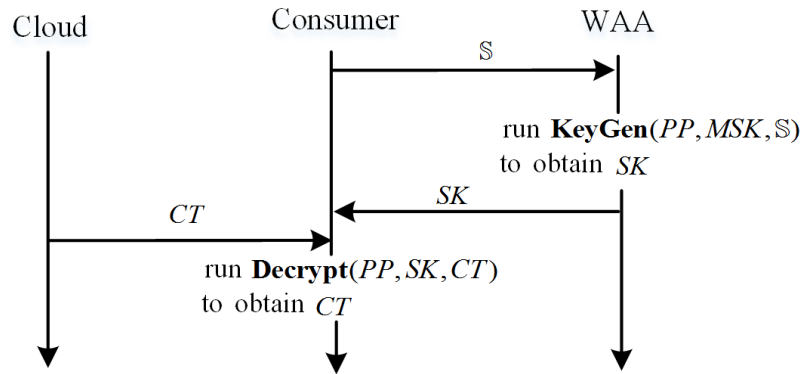 Cloud
Consumer
WAA
𝕊
run KeyGen(PP, MSK, 𝕊)
to obtain SK
SK
CT
run Decrypt(PP, SK, CT)
to obtain CT